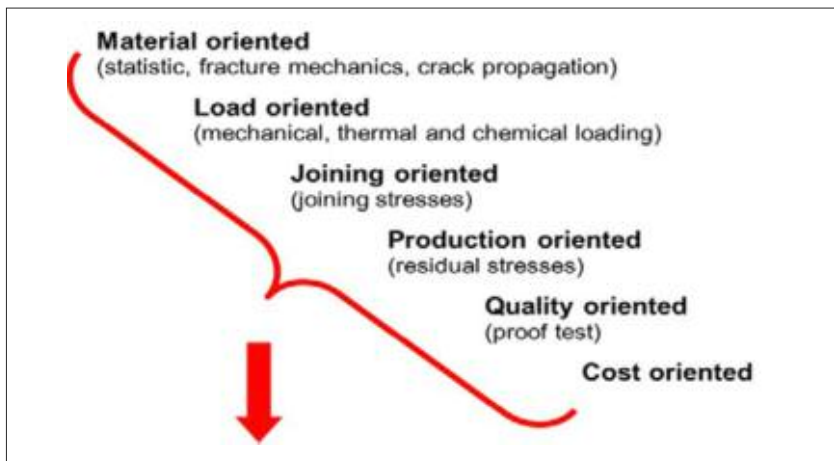 Material oriented
(statistic, fracture mechanics, crack propagation)
Load oriented
(mechanical, thermal and chemical loading)
Joining oriented
(joining stresses)
Production oriented
(residual stresses)
Quality oriented
(proof test)
Cost oriented